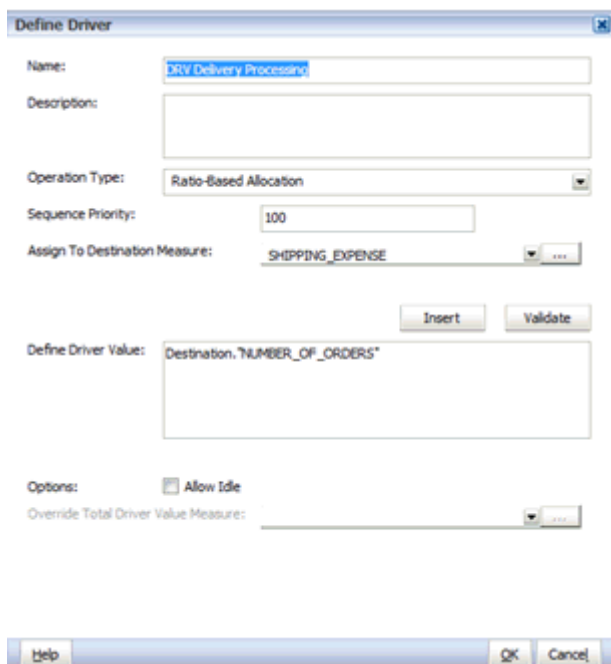 Define Driver
Name: DRV Delivery Processing
Description:
Operation Type: Ratio-Based Allocation
Sequence Priority: 100
Assign To Destination Measure: SHIPPING_EXPENSE ...
Insert Validate
Define Driver Value: Destination."NUMBER_OF_ORDERS"
Options: Allow Idle
Override Total Driver Value Measure: ...
Help OK Cancel